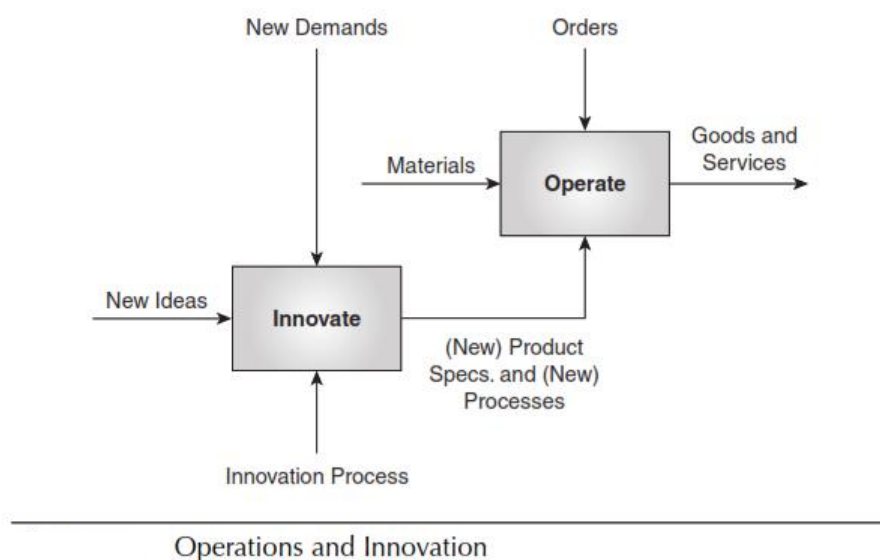 New Demands
Orders
Goods and
Services
Materials
Operate
New Ideas
Innovate
(New) Product
Specs. and (New)
Processes
Innovation Process
Operations and Innovation